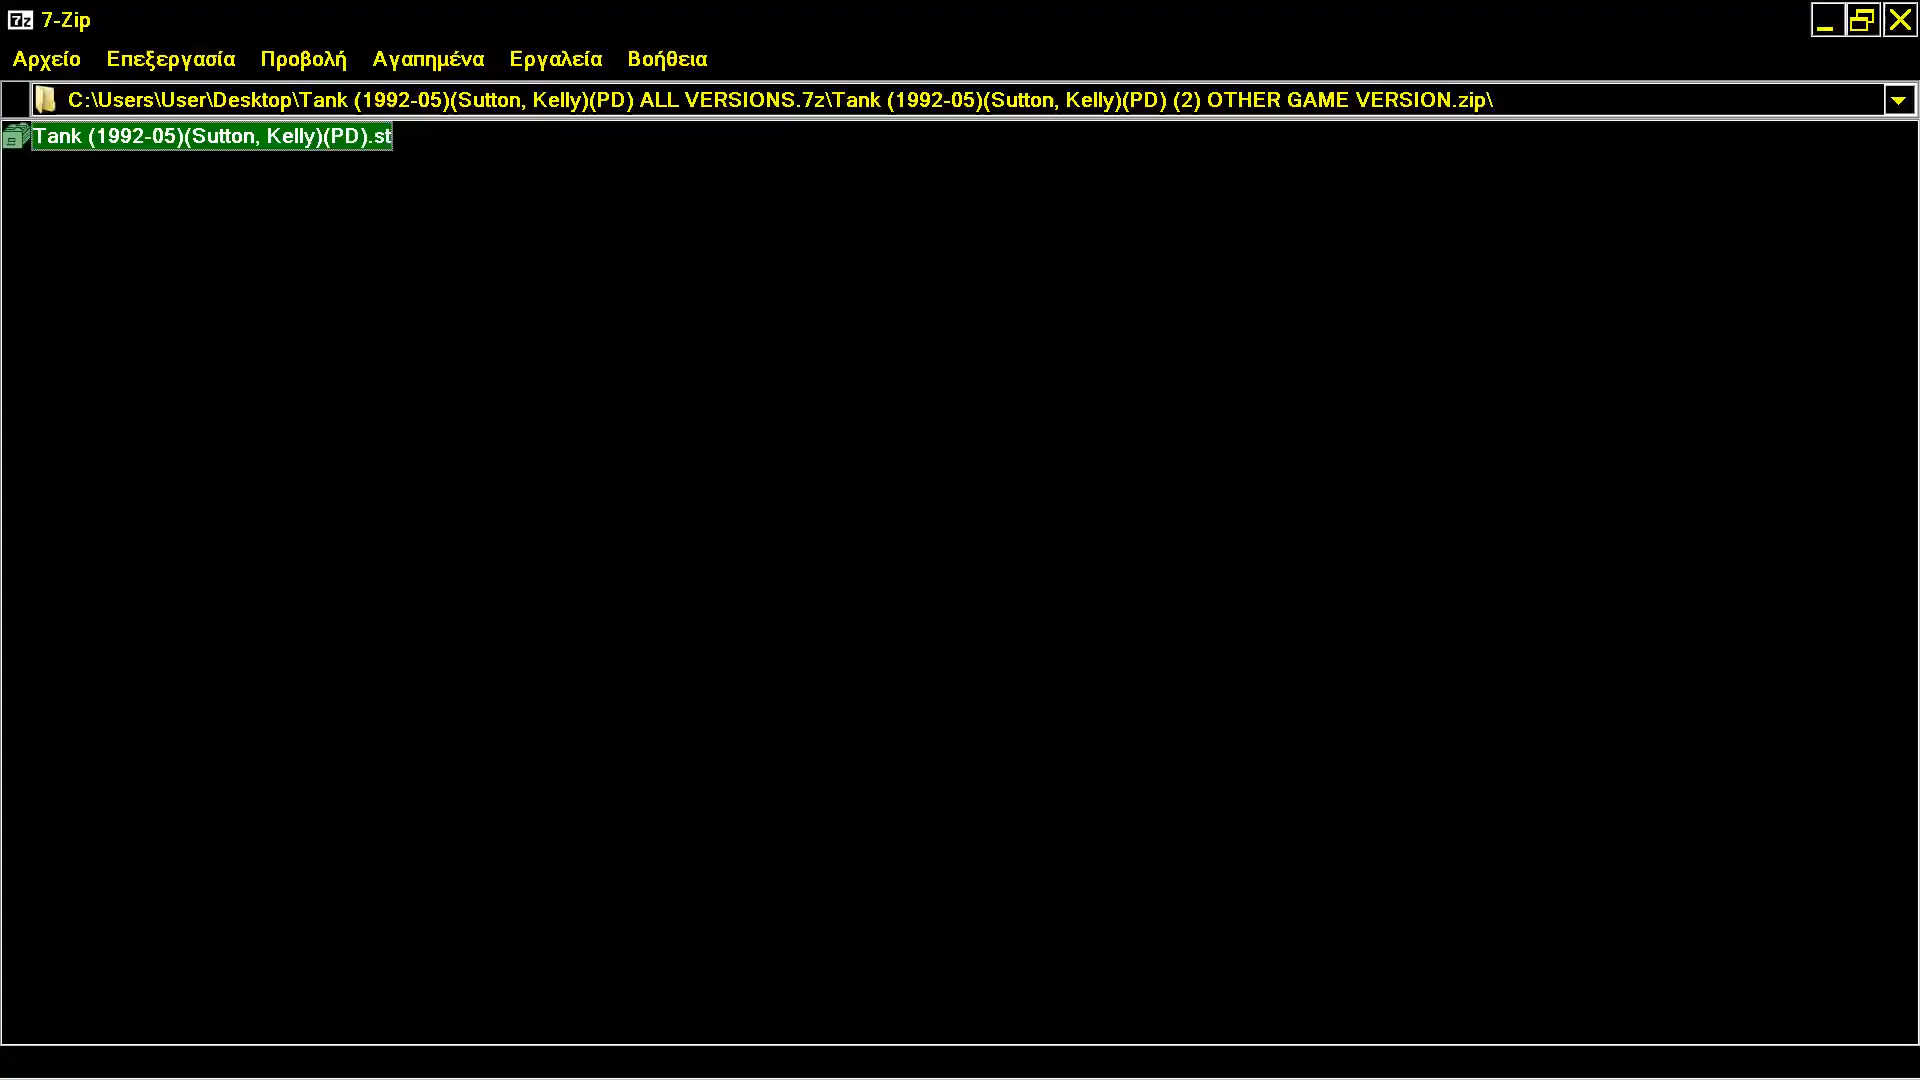 7-Zip
Αρχείο Επεξεργασία Προβολή Αγαπημένα Εργαλεία Βοήθεια
C:\Users\User\Desktop\Tank (1992-05)(Sutton, Kelly)(PD) ALL VERSIONS.7z\Tank (1992-05)(Sutton, Kelly)(PD) (2) OTHER GAME VERSION.zip\
Tank (1992-05)(Sutton, Kelly)(PD).st